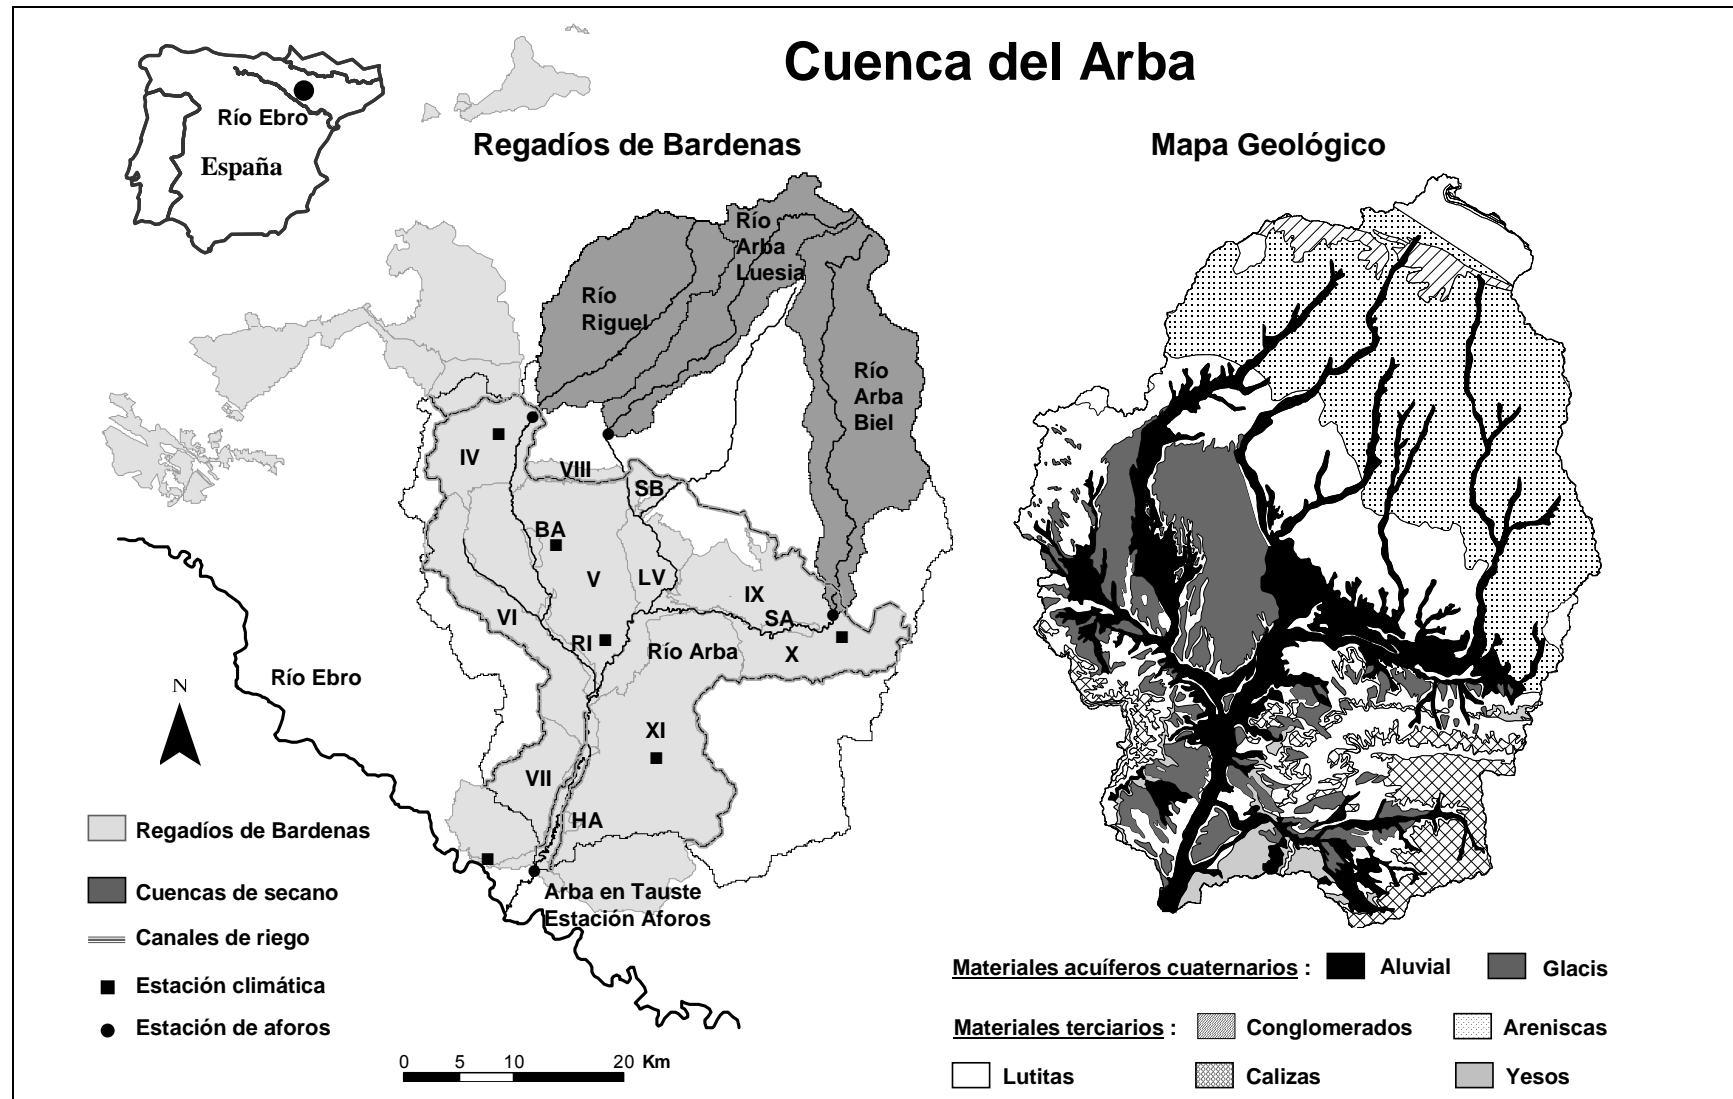 Cuenca del Arba
Río Ebro
España
Regadíos de Bardenas
Mapa Geológico
Río
Arba
Luesia
Río
Riguel
Río
Arba
Biel
IV
VIII
SB
BA
V
LV
IX
SA
VI
RI
Río Arba
X
Río Ebro
N
XI
VII
HA
Arba en Tauste
Estación Aforos
Regadíos de Bardenas
Cuencas de secano
Canales de riego
Estación climática
Estación de aforos
0 5 10 20 Km
Materiales acuíferos cuaternarios : Aluvial Glacis
Materiales terciarios : Conglomerados Areniscas
Lutitas Calizas Yesos